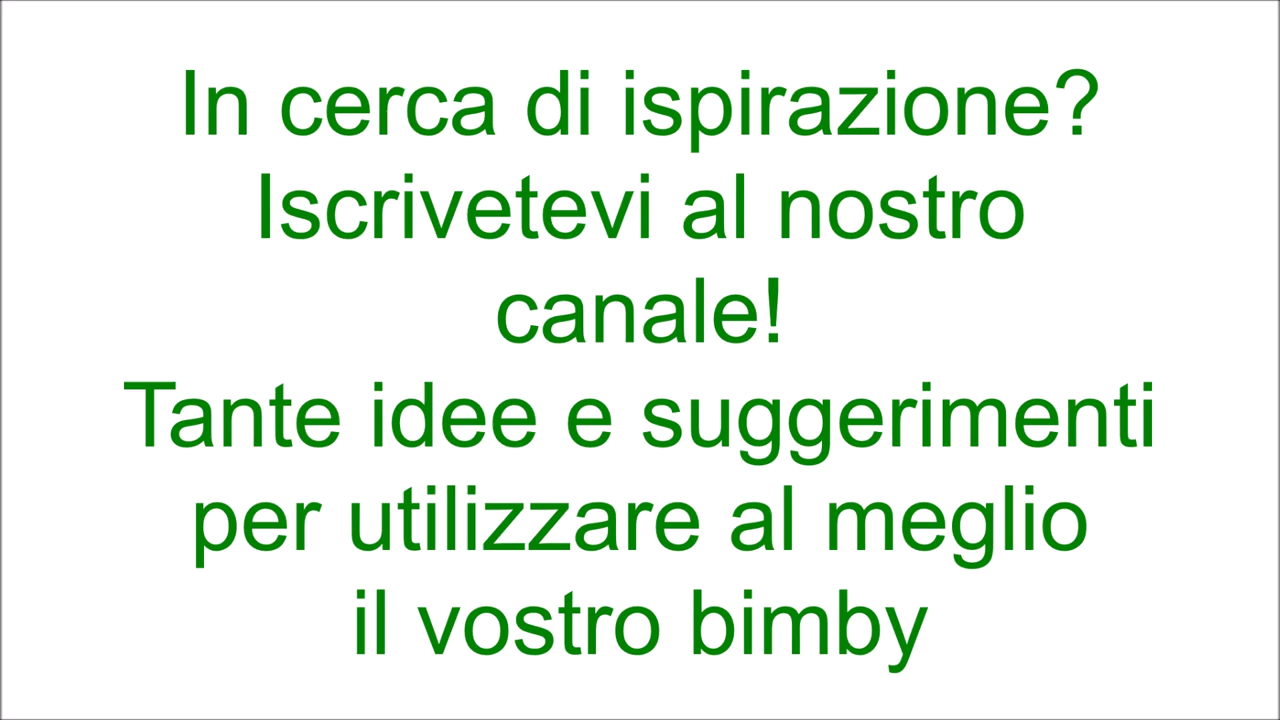 In cerca di ispirazione?
Iscrivetevi al nostro
canale!
Tante idee e suggerimenti
per utilizzare al meglio
il vostro bimby